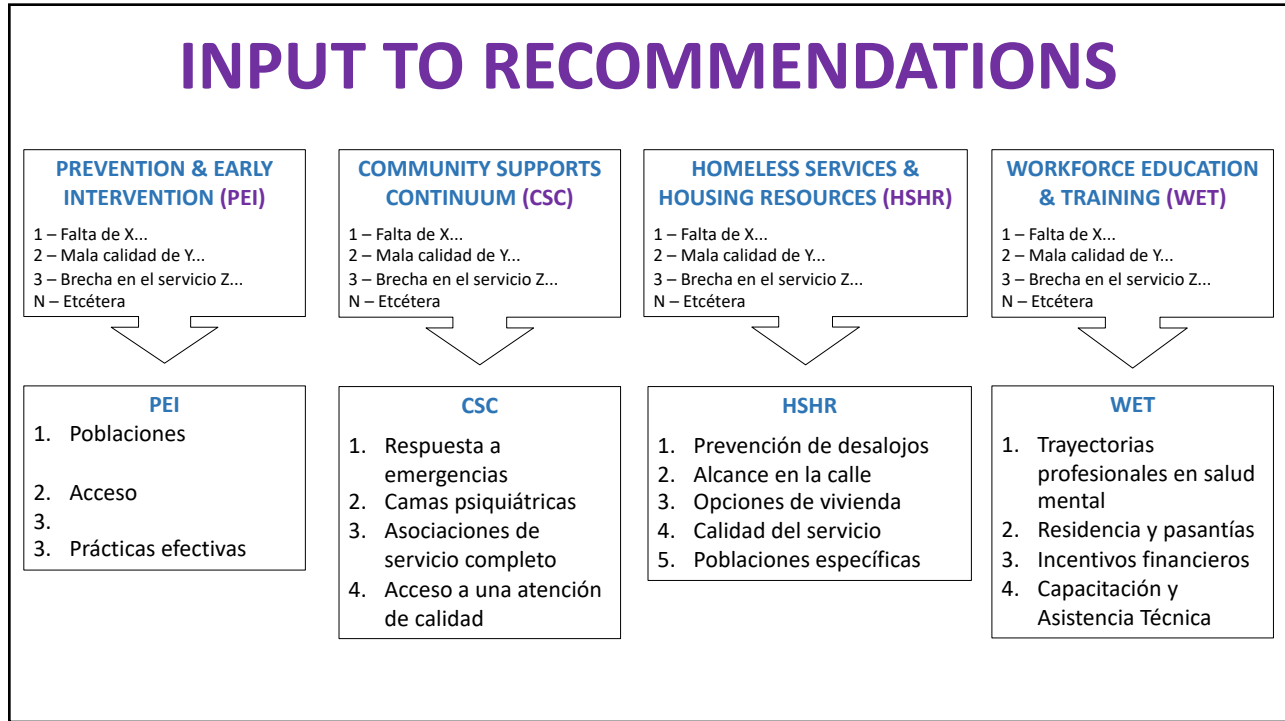 INPUT TO RECOMMENDATIONS
PREVENTION & EARLY
INTERVENTION (PEI)
1 – Falta de X...
2 – Mala calidad de Y...
3 – Brecha en el servicio Z...
N – Etcétera
COMMUNITY SUPPORTS
CONTINUUM (CSC)
1 – Falta de X...
2 – Mala calidad de Y...
3 – Brecha en el servicio Z...
N – Etcétera
HOMELESS SERVICES &
HOUSING RESOURCES (HSHR)
1 – Falta de X...
2 – Mala calidad de Y...
3 – Brecha en el servicio Z...
N – Etcétera
WORKFORCE EDUCATION
& TRAINING (WET)
1 – Falta de X...
2 – Mala calidad de Y...
3 – Brecha en el servicio Z...
N – Etcétera
PEI
1. Poblaciones
2. Acceso
3.
3. Prácticas efectivas
CSC
1. Respuesta a
emergencias
2. Camas psiquiátricas
3. Asociaciones de
servicio completo
4. Acceso a una atención
de calidad
HSHR
1. Prevención de desalojos
2. Alcance en la calle
3. Opciones de vivienda
4. Calidad del servicio
5. Poblaciones específicas
WET
1. Trayectorias
profesionales en salud
mental
2. Residencia y pasantías
3. Incentivos financieros
4. Capacitación y
Asistencia Técnica